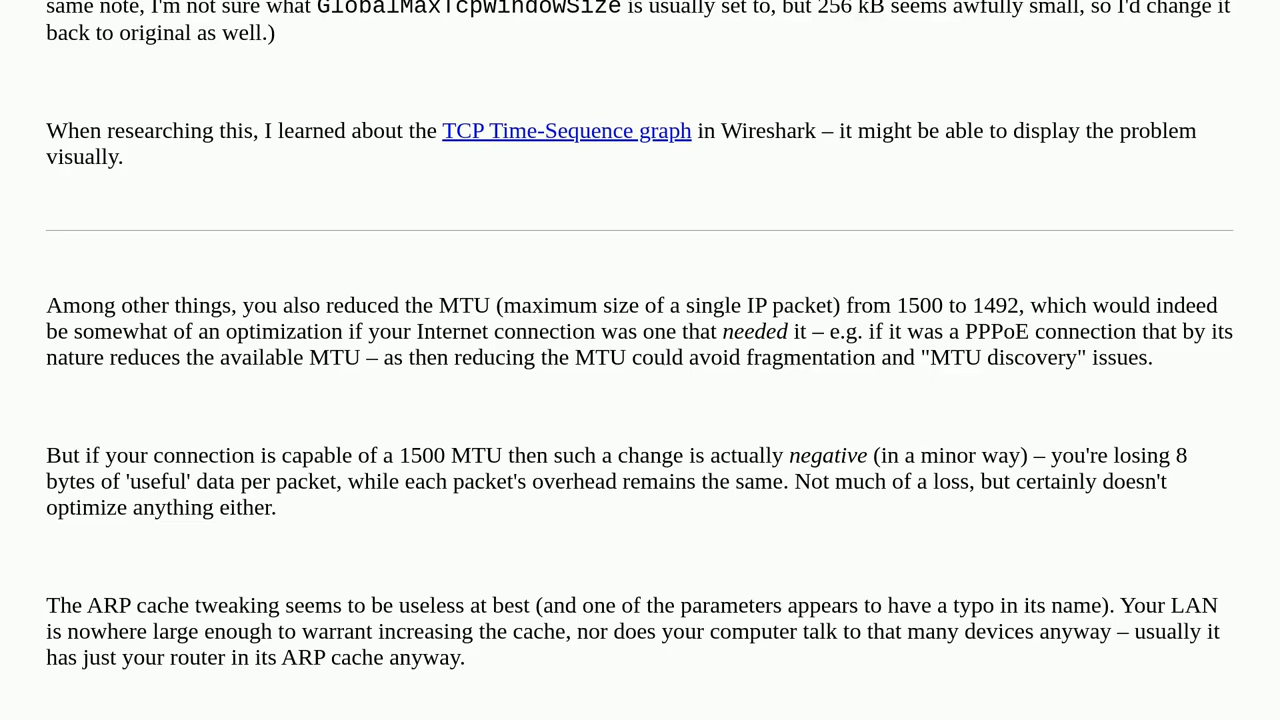 same note, I'm not sure what GlobalMaxTcpWindowSize is usually set to, but 256 kB seems awfully small, so I'd change it
back to original as well.)
When researching this, I learned about the TCP Time-Sequence graph in Wireshark – it might be able to display the problem
visually.
Among other things, you also reduced the MTU (maximum size of a single IP packet) from 1500 to 1492, which would indeed
be somewhat of an optimization if your Internet connection was one that needed it – e.g. if it was a PPPoE connection that by its
nature reduces the available MTU – as then reducing the MTU could avoid fragmentation and "MTU discovery" issues.
But if your connection is capable of a 1500 MTU then such a change is actually negative (in a minor way) – you're losing 8
bytes of 'useful' data per packet, while each packet's overhead remains the same. Not much of a loss, but certainly doesn't
optimize anything either.
The ARP cache tweaking seems to be useless at best (and one of the parameters appears to have a typo in its name). Your LAN
is nowhere large enough to warrant increasing the cache, nor does your computer talk to that many devices anyway – usually it
has just your router in its ARP cache anyway.